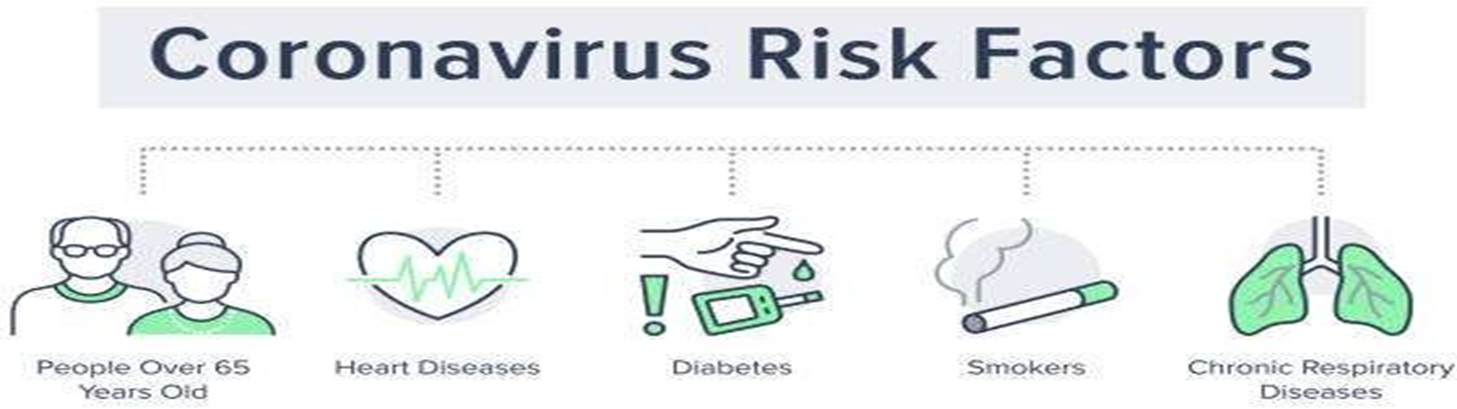 Coronavirus Risk Factors
People Over 65
Years Old
Heart Diseases
Diabetes
Smokers
Chronic Respiratory
Diseases